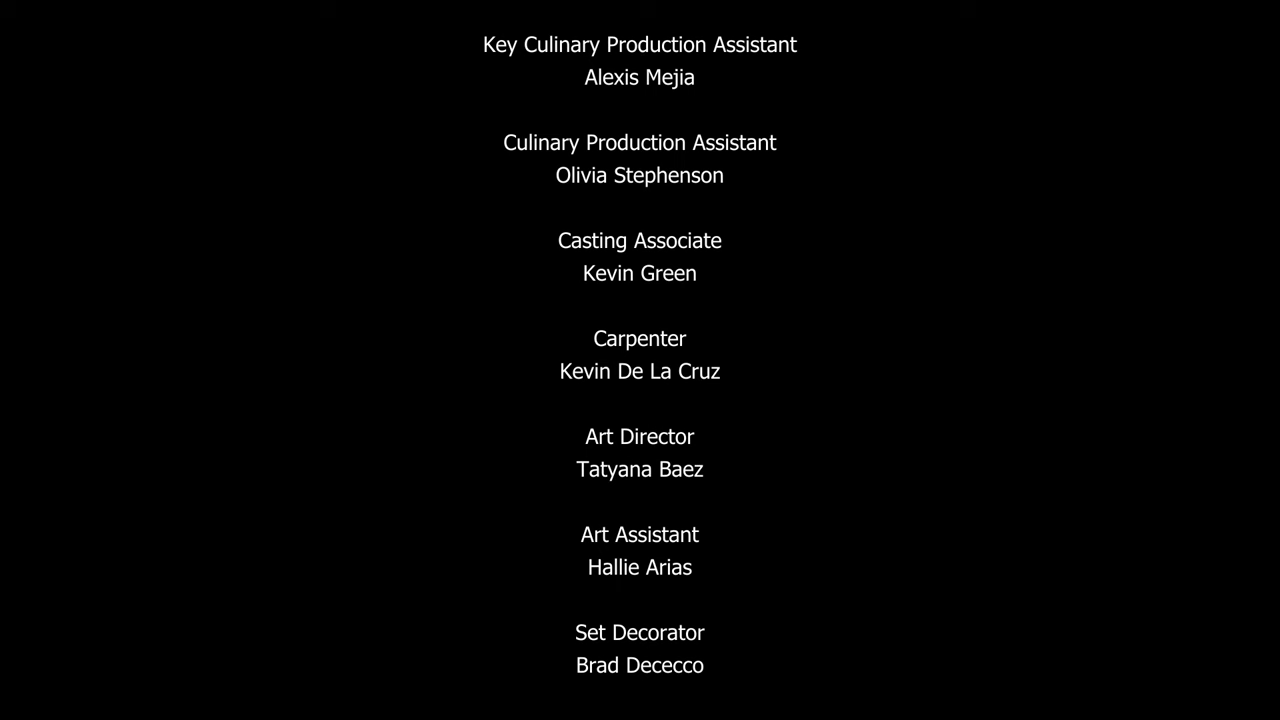 Key Culinary Production Assistant
Alexis Mejia
Culinary Production Assistant
Olivia Stephenson
Casting Associate
Kevin Green
Carpenter
Kevin De La Cruz
Art Director
Tatyana Baez
Art Assistant
Hallie Arias
Set Decorator
Brad Dececco